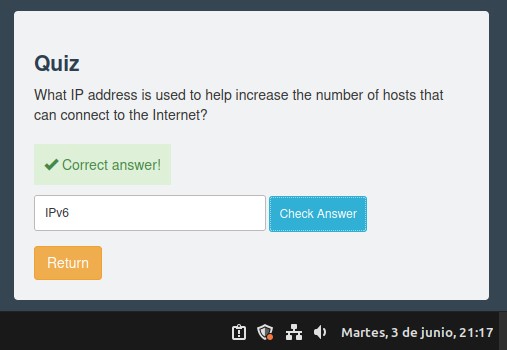 Quiz
What IP address is used to help increase the number of hosts that
can connect to the Internet?
Correct answer!
IPv6
Check Answer
Return
Martes, 3 de junio, 21:17